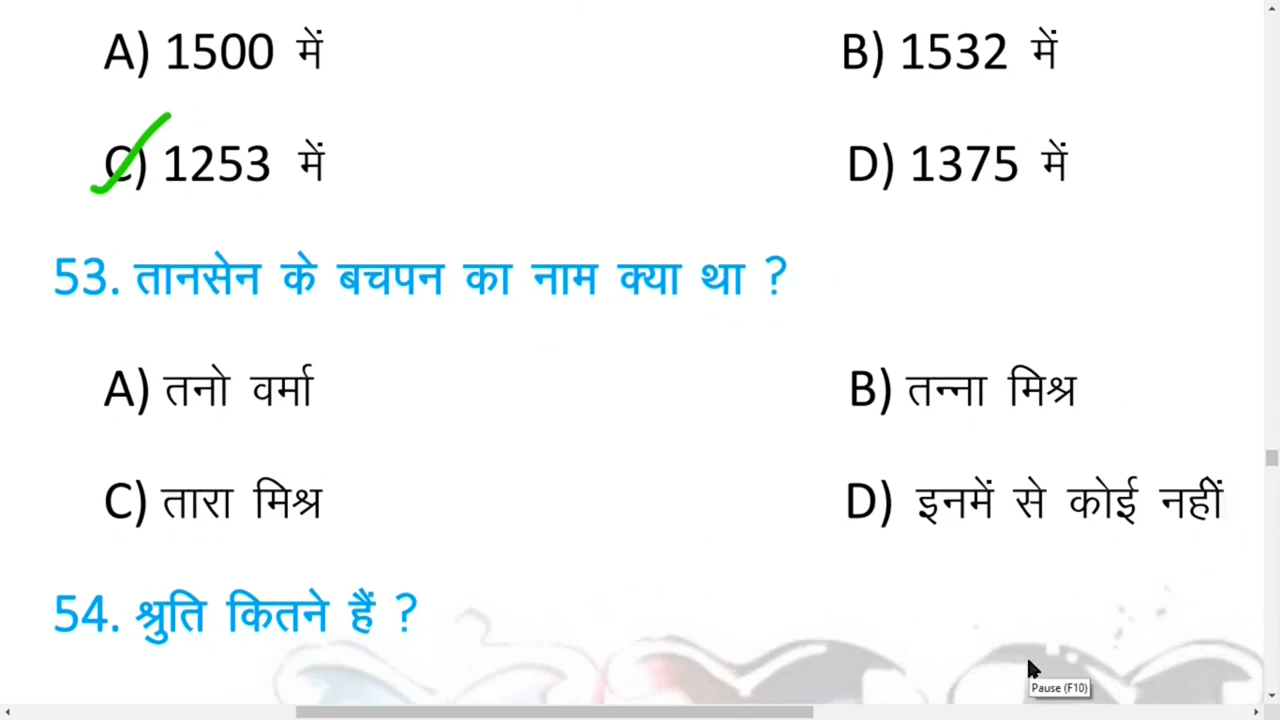 A) 1500 में B) 1532 में
C) 1253 में D) 1375 में
53. तानसेन के बचपन का नाम क्या था ?
A) तनो वर्मा B) तन्ना मिश्र
C) तारा मिश्र D) इनमें से कोई नहीं
54. श्रुति कितने हैं ?
Pause (F10)